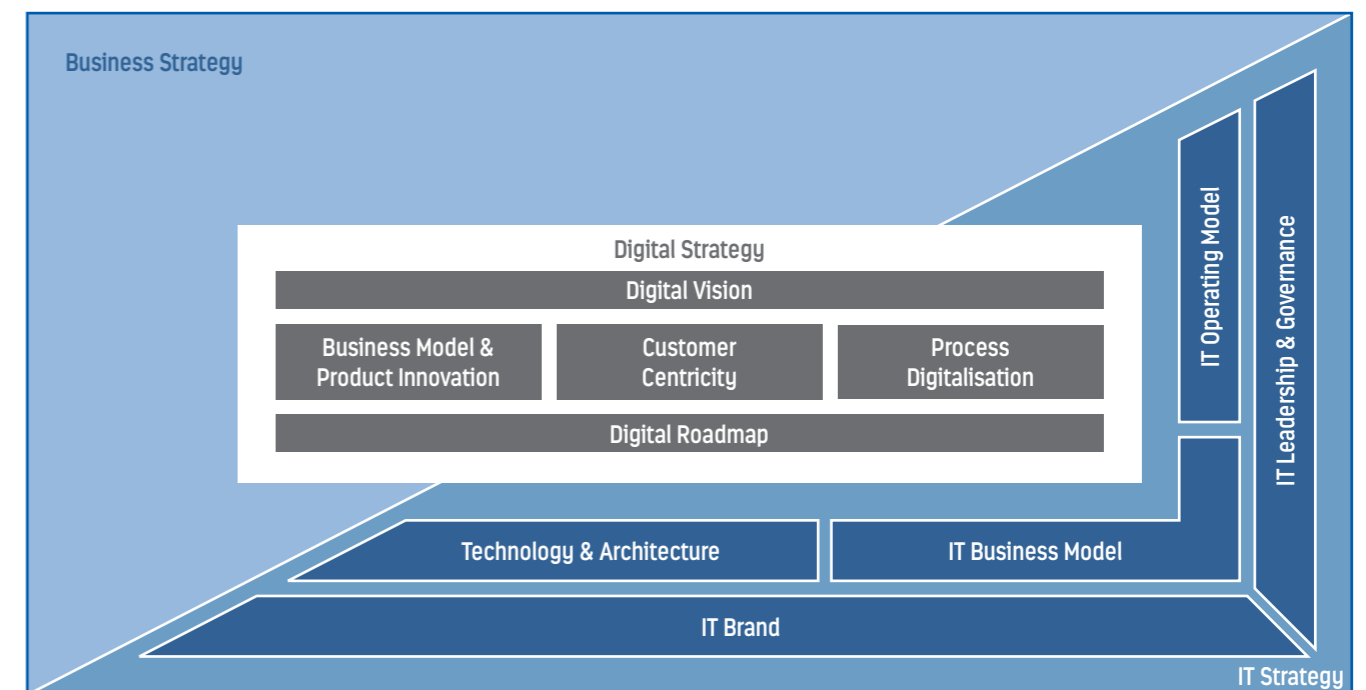 Business Strategy
Digital Strategy
Digital Vision
Business Model &
Product Innovation
Customer
Centricity
Process
Digitalisation
Digital Roadmap
IT Operating Model
IT Leadership & Governance
Technology & Architecture
IT Business Model
IT Brand
IT Strategy